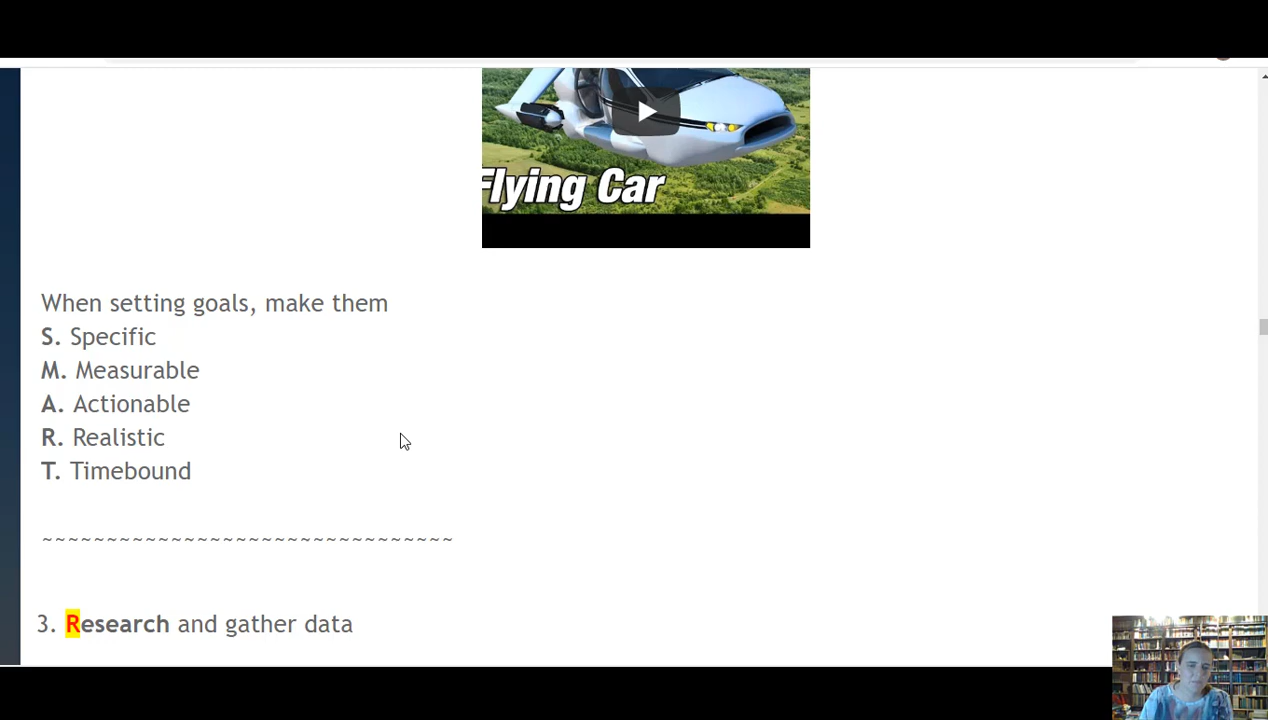 Flying Car
When setting goals, make them
S. Specific
M. Measurable
A. Actionable
R. Realistic
T. Timebound
~~~~~~~~~~~~~~~~~~~~~~~~~~~~~~~~
3. Research and gather data